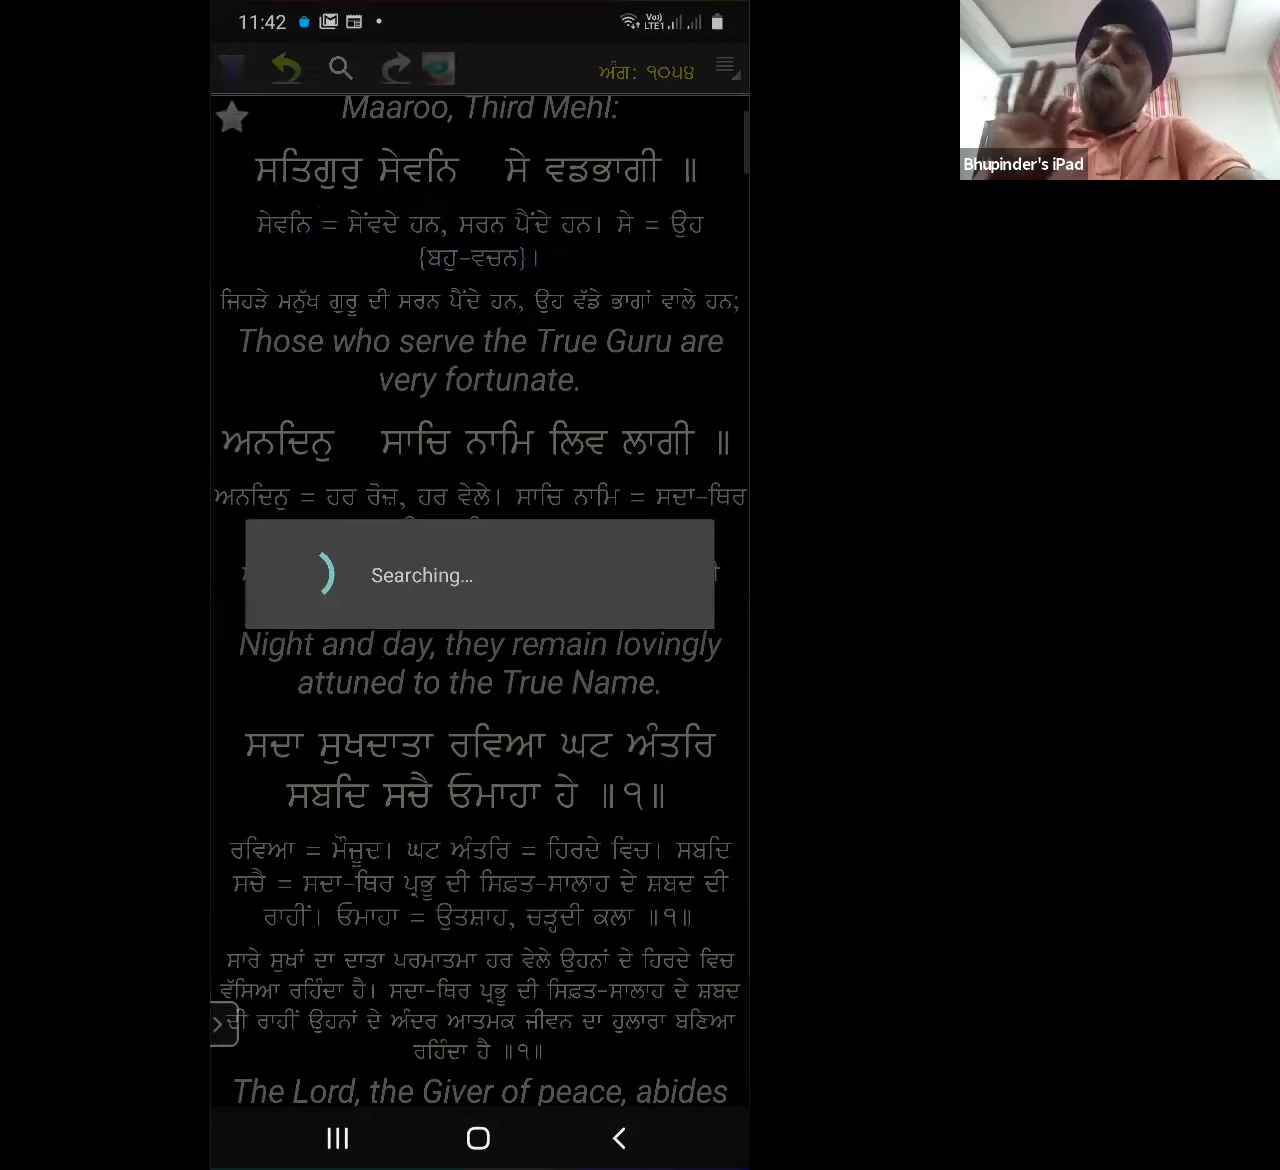 11:42
Vo))
LTE1
ਅੰਗ: ੧੦੫੪
Maaroo, Third Mehl:
ਸਤਿਗੁਰੁ ਸੇਵਨਿ ਸੇ ਵਡਭਾਗੀ ॥
ਸੇਵਨਿ = ਸੇਂਵਦੇ ਹਨ, ਸਰਨ ਪੈਂਦੇ ਹਨ। ਸੇ = ਉਹ
{ਬਹੁ-ਵਚਨ}।
ਜਿਹੜੇ ਮਨੁੱਖ ਗੁਰੂ ਦੀ ਸਰਨ ਪੈਂਦੇ ਹਨ, ਉਹ ਵੱਡੇ ਭਾਗਾਂ ਵਾਲੇ ਹਨ;
Those who serve the True Guru are
very fortunate.
ਅਨਦਿਨੁ ਸਾਚਿ ਨਾਮਿ ਲਿਵ ਲਾਗੀ ॥
ਅਨਦਿਨੁ = ਹਰ ਰੋਜ਼, ਹਰ ਵੇਲੇ। ਸਾਚਿ ਨਾਮਿ = ਸਦਾ-ਥਿਰ
Searching...
Night and day, they remain lovingly
attuned to the True Name.
ਸਦਾ ਸੁਖਦਾਤਾ ਰਵਿਆ ਘਟ ਅੰਤਰਿ
ਸਬਦਿ ਸਚੈ ਓਮਾਹਾ ਹੇ ॥੧॥
ਰਵਿਆ = ਮੌਜੂਦ। ਘਟ ਅੰਤਰਿ = ਹਿਰਦੇ ਵਿਚ। ਸਬਦਿ
ਸਚੈ = ਸਦਾ-ਥਿਰ ਪ੍ਰਭੂ ਦੀ ਸਿਫ਼ਤ-ਸਾਲਾਹ ਦੇ ਸ਼ਬਦ ਦੀ
ਰਾਹੀਂ। ਓਮਾਹਾ = ਉਤਸ਼ਾਹ, ਚੜ੍ਹਦੀ ਕਲਾ ॥੧॥
ਸਾਰੇ ਸੁਖਾਂ ਦਾ ਦਾਤਾ ਪਰਮਾਤਮਾ ਹਰ ਵੇਲੇ ਉਹਨਾਂ ਦੇ ਹਿਰਦੇ ਵਿਚ
ਵੱਸਿਆ ਰਹਿੰਦਾ ਹੈ। ਸਦਾ-ਥਿਰ ਪ੍ਰਭੂ ਦੀ ਸਿਫ਼ਤ-ਸਾਲਾਹ ਦੇ ਸ਼ਬਦ
ਦੀ ਰਾਹੀਂ ਉਹਨਾਂ ਦੇ ਅੰਦਰ ਆਤਮਕ ਜੀਵਨ ਦਾ ਹੁਲਾਰਾ ਬਣਿਆ
ਰਹਿੰਦਾ ਹੈ ॥੧॥
The Lord, the Giver of peace, abides
Bhupinder's iPad